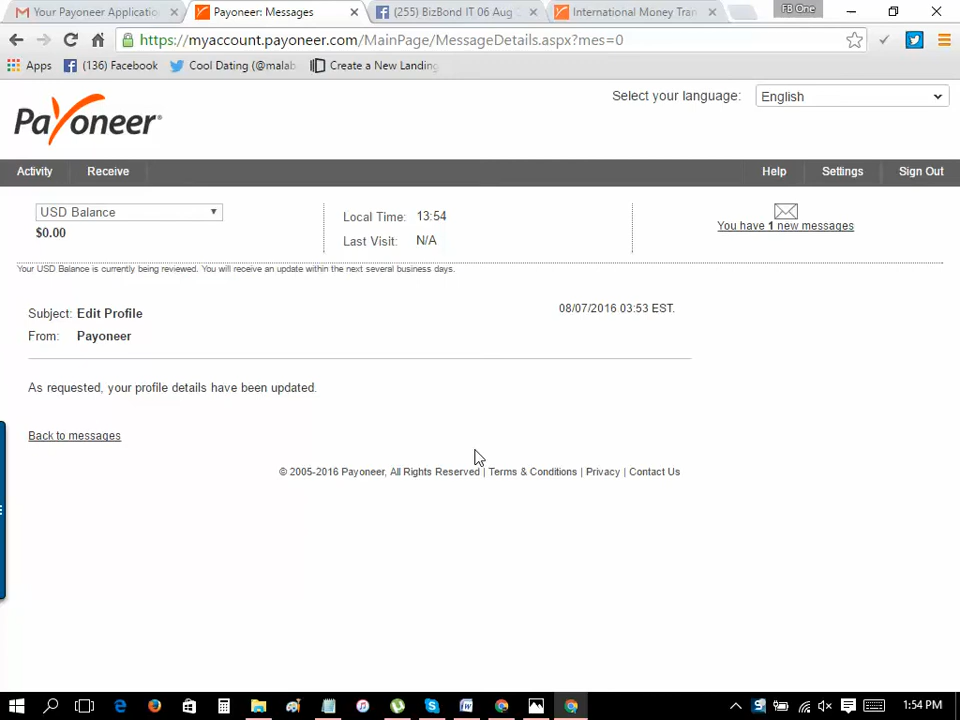 Your Payoneer Applicatio
Payoneer: Messages
(255) BizBond IT 06 Aug
International Money Tran
FB One
https://myaccount.payoneer.com/MainPage/MessageDetails.aspx?mes=0
Apps
(136) Facebook
Cool Dating (@malab
Create a New Landing
Select your language:
English
Payoneer
Activity
Receive
Help
Settings
Sign Out
USD Balance
$0.00
Local Time: 13:54
Last Visit: N/A
You have 1 new messages
Your USD Balance is currently being reviewed. You will receive an update within the next several business days.
Subject: Edit Profile
08/07/2016 03:53 EST.
From: Payoneer
As requested, your profile details have been updated.
Back to messages
© 2005-2016 Payoneer, All Rights Reserved | Terms & Conditions | Privacy | Contact Us
1:54 PM